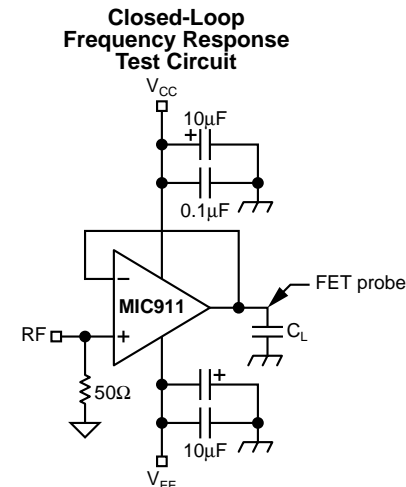 Closed-Loop
Frequency Response
Test Circuit
VCC
10μF
+
0.1μF
FET probe
−
MIC911
RF
+
CL
50Ω
+
10μF
VEE